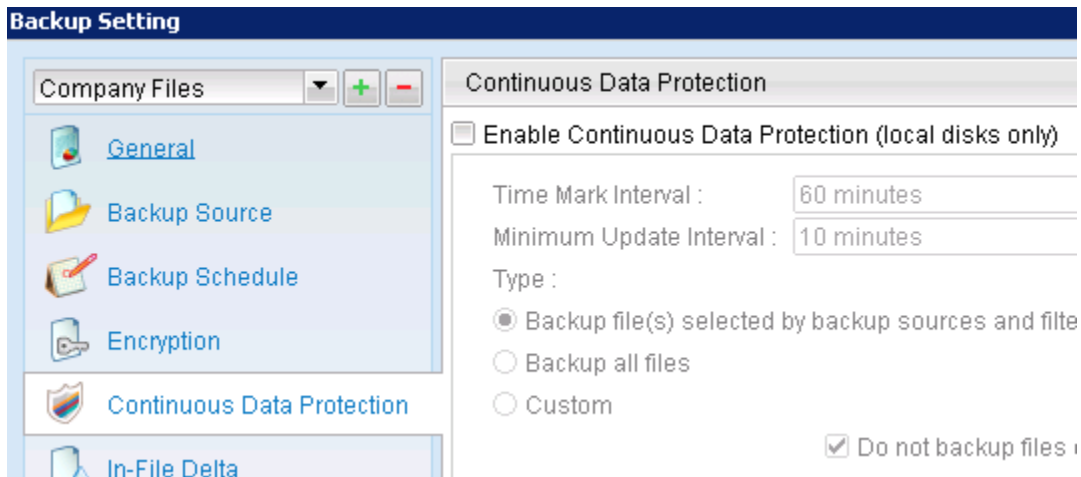 Backup Setting
Company Files
General
Backup Source
Backup Schedule
Encryption
Continuous Data Protection
In-File Delta
Continuous Data Protection
Enable Continuous Data Protection (local disks only)
Time Mark Interval : 60 minutes
Minimum Update Interval : 10 minutes
Type :
Backup file(s) selected by backup sources and
Backup all files
Custom
Do not backup files